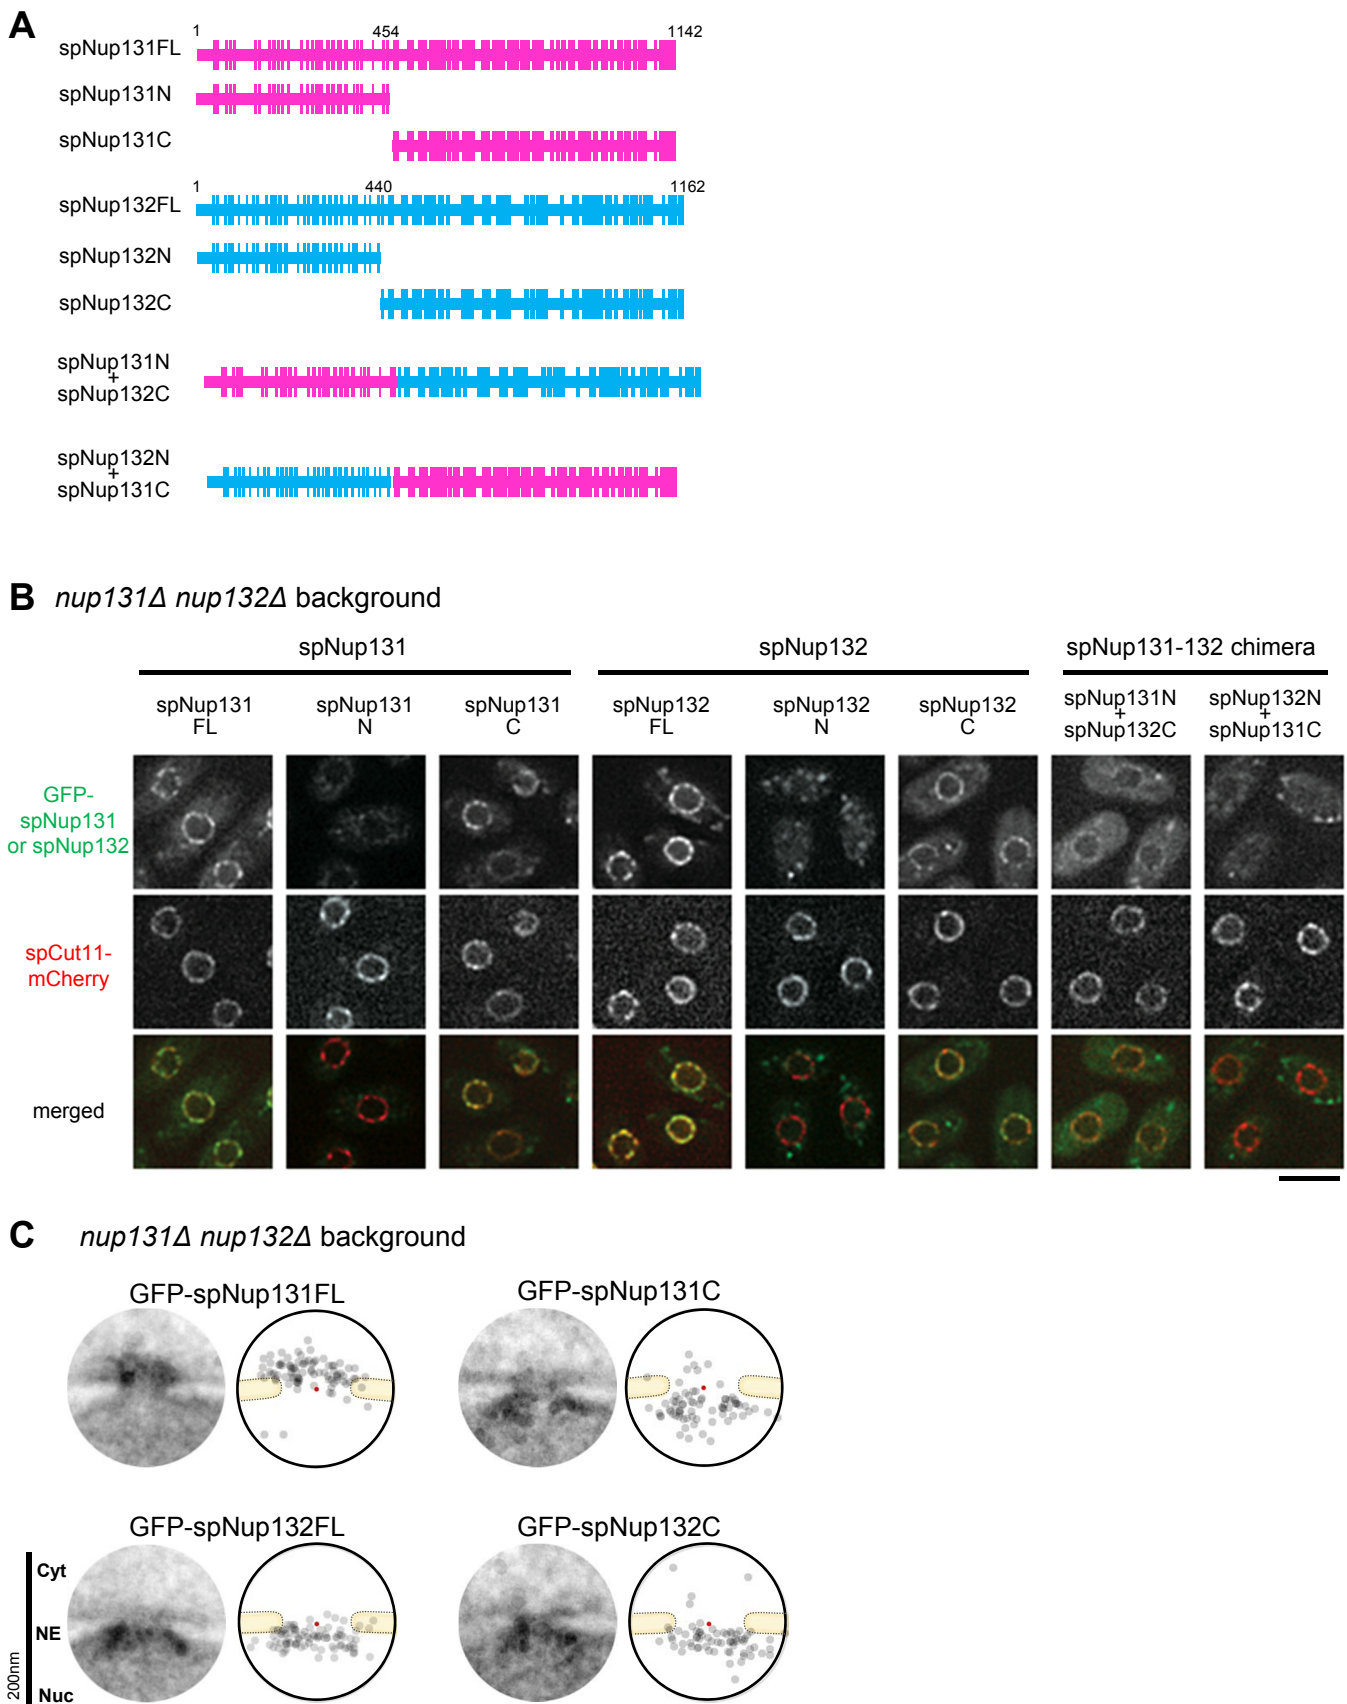 A
1 454 1142
spNup131FL
spNup131N
spNup131C
1 440 1162
spNup132FL
spNup132N
spNup132C
spNup131N
+
spNup132C
spNup132N
+
spNup131C
B nup131Δ nup132Δ background
spNup131 spNup132 spNup131-132 chimera
spNup131 FL
spNup131 N
spNup131 C
spNup132 FL
spNup132 N
spNup132 C
spNup131N
+
spNup132C
spNup132N
+
spNup131C
GFP-
spNup131
or spNup132
spCut11-
mCherry
merged
C nup131Δ nup132Δ background
GFP-spNup131FL GFP-spNup131C
GFP-spNup132FL GFP-spNup132C
Cyt
NE
Nuc
200nm